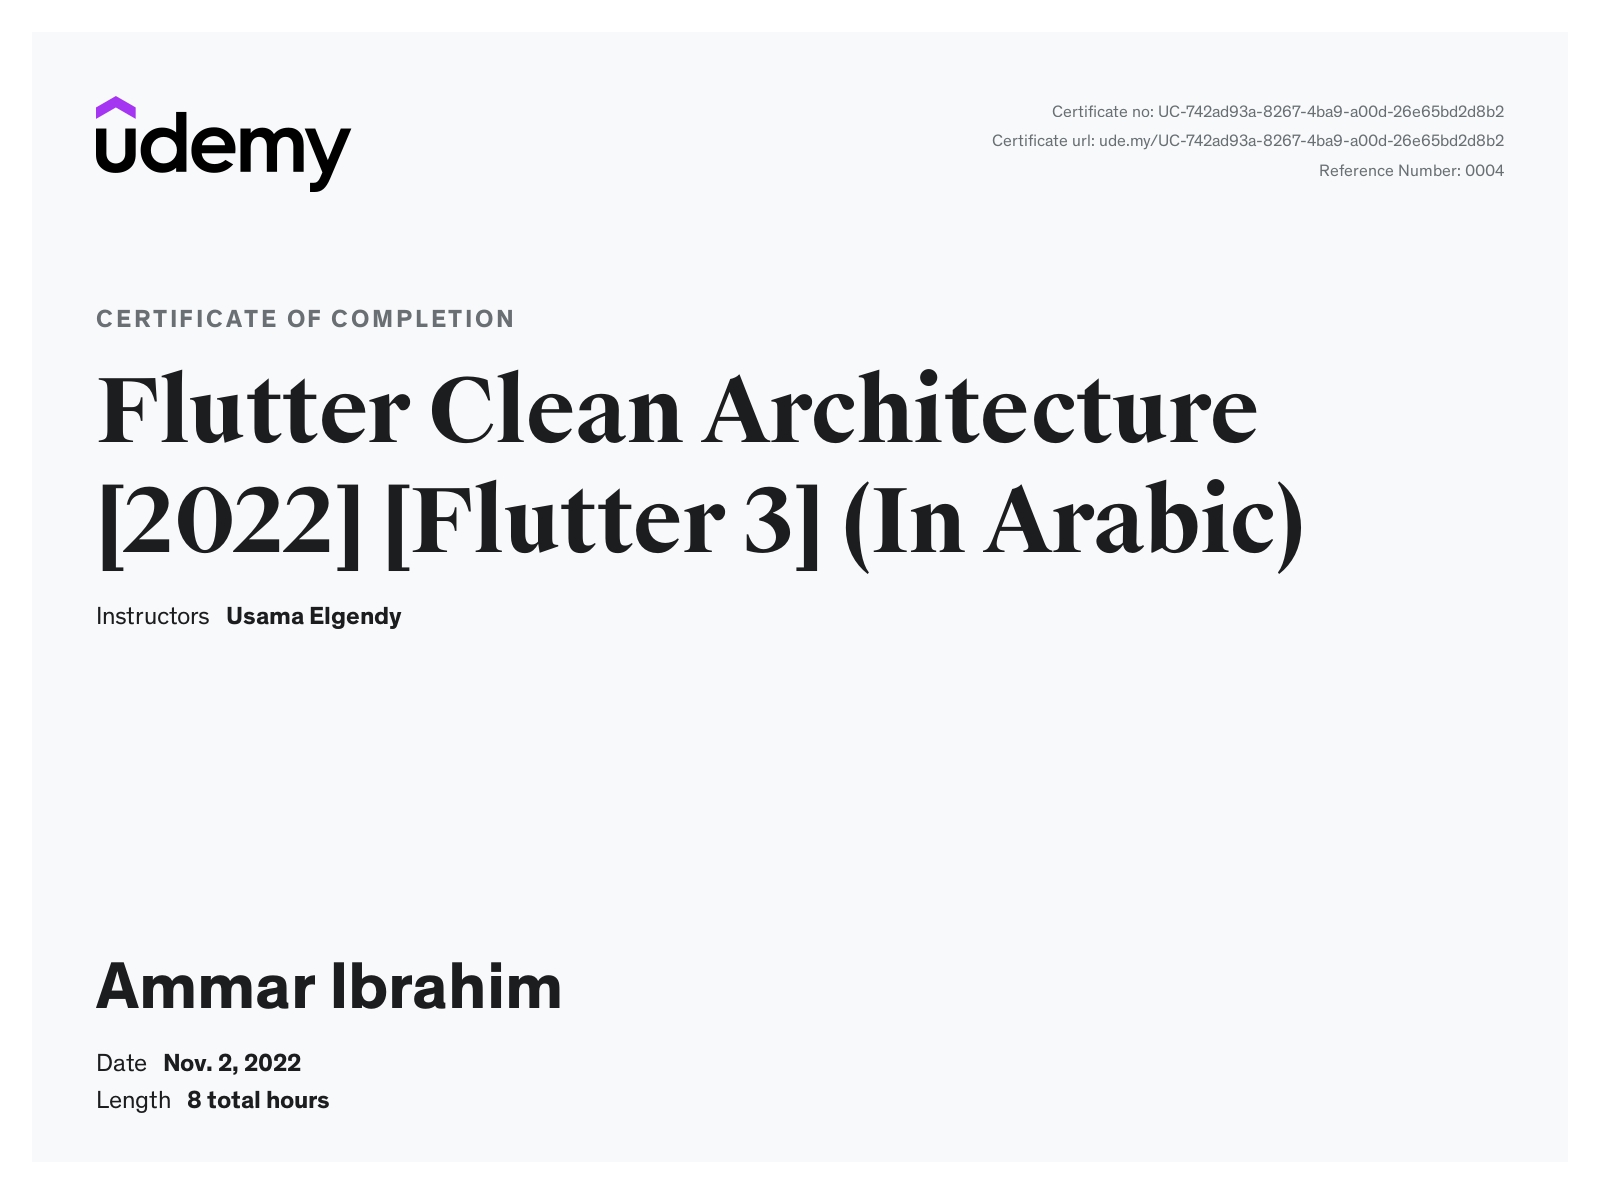 udemy
Certificate no: UC-742ad93a-8267-4ba9-a00d-26e65bd2d8b2
Certificate url: ude.my/UC-742ad93a-8267-4ba9-a00d-26e65bd2d8b2
Reference Number: 0004
CERTIFICATE OF COMPLETION
Flutter Clean Architecture
[2022] [Flutter 3] (In Arabic)
Instructors Usama Elgendy
Ammar Ibrahim
Date Nov. 2, 2022
Length 8 total hours